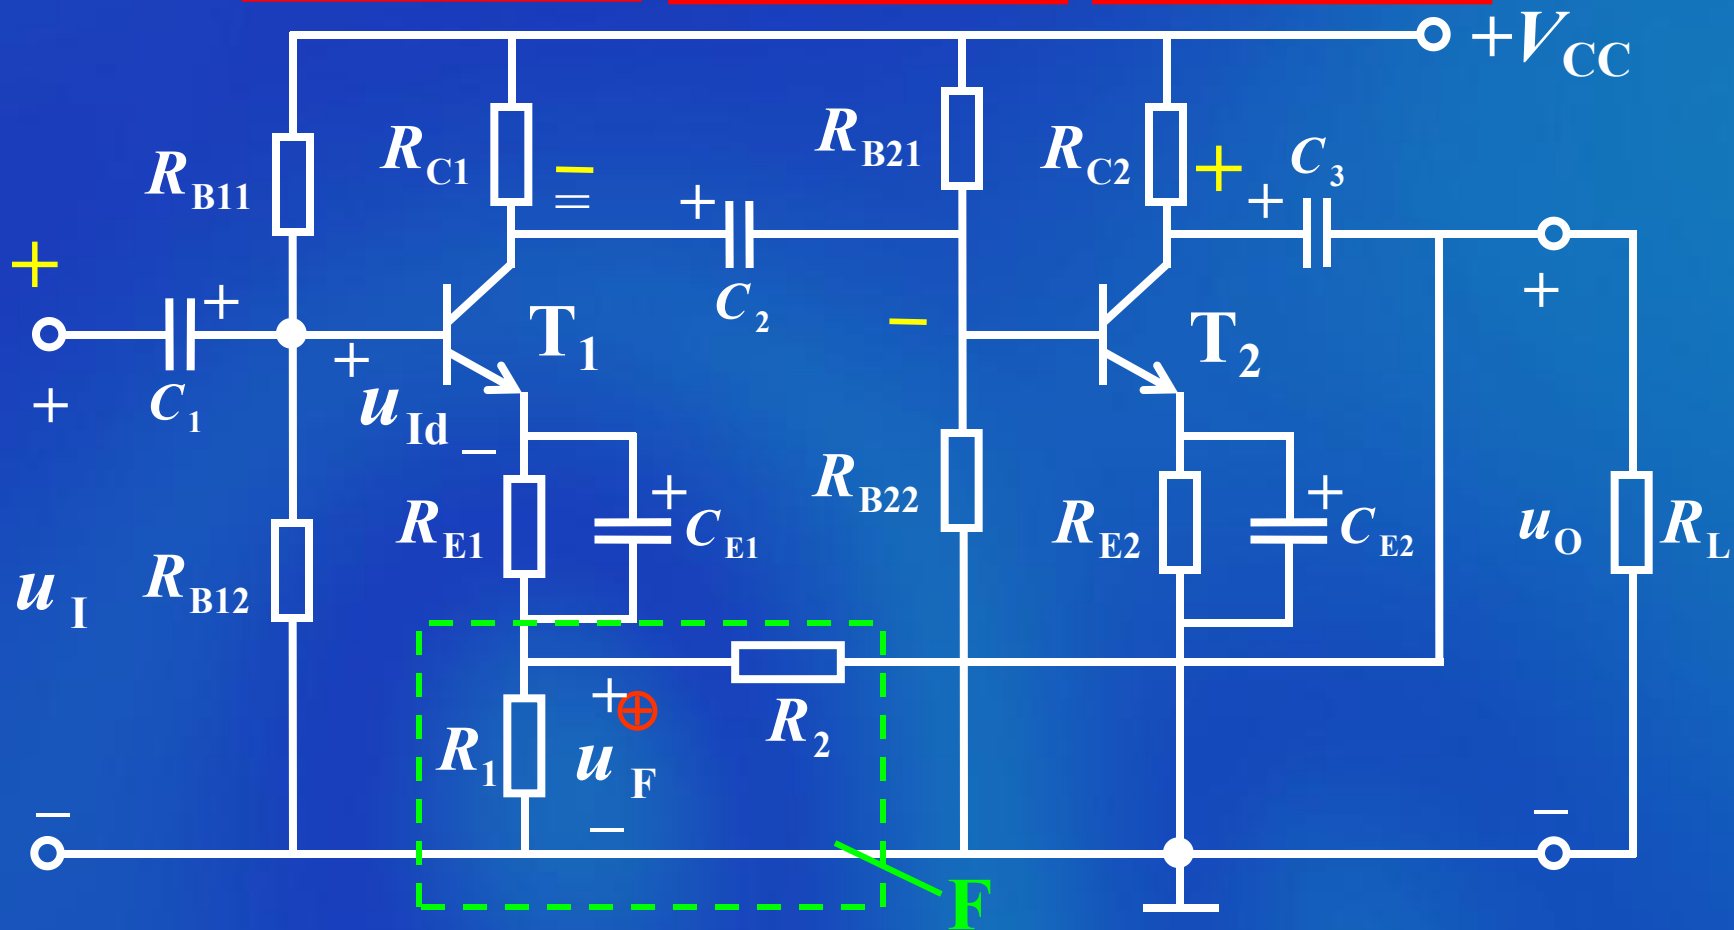 +VCC
RB11
RC1
RB21
RC2
C3
+
−
=
+
+
+
+
C1
+
+
uId
−
T1
C2
−
T2
+
+
uI
RB12
RE1
+
CE1
RB22
RE2
+
CE2
uO
RL
R1
+
uF
−
R2
−
−
F